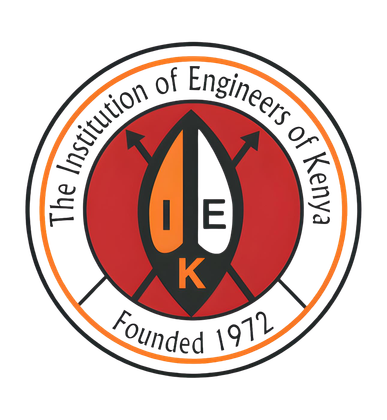 The Institution of Engineers of Kenya
I E
K
Founded 1972